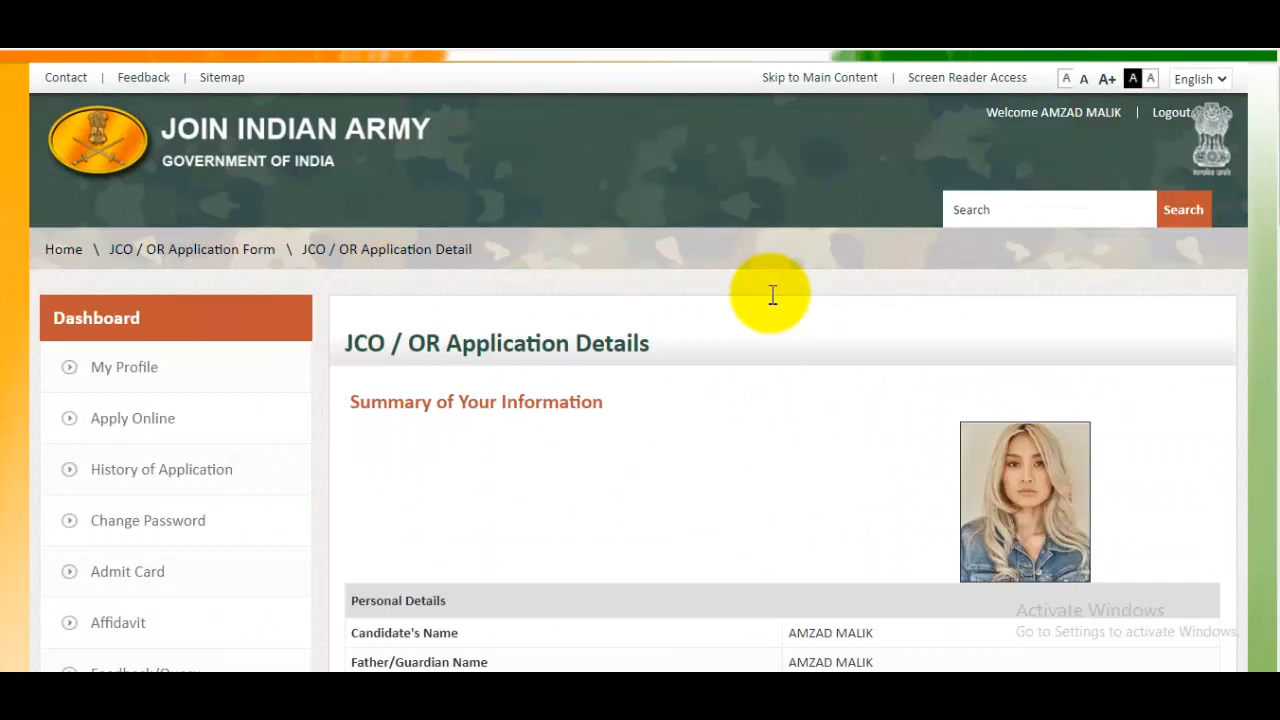 Contact | Feedback | Sitemap
Skip to Main Content | Screen Reader Access A A A+ A A English
JOIN INDIAN ARMY
GOVERNMENT OF INDIA
Welcome AMZAD MALIK | Logout
Search Search
Home \ JCO / OR Application Form \ JCO / OR Application Detail
Dashboard
My Profile
Apply Online
History of Application
Change Password
Admit Card
Affidavit
Feedback/Query
JCO / OR Application Details
Summary of Your Information
Personal Details
Candidate's Name AMZAD MALIK
Father/Guardian Name AMZAD MALIK
Activate Windows
Go to Settings to activate Windows.